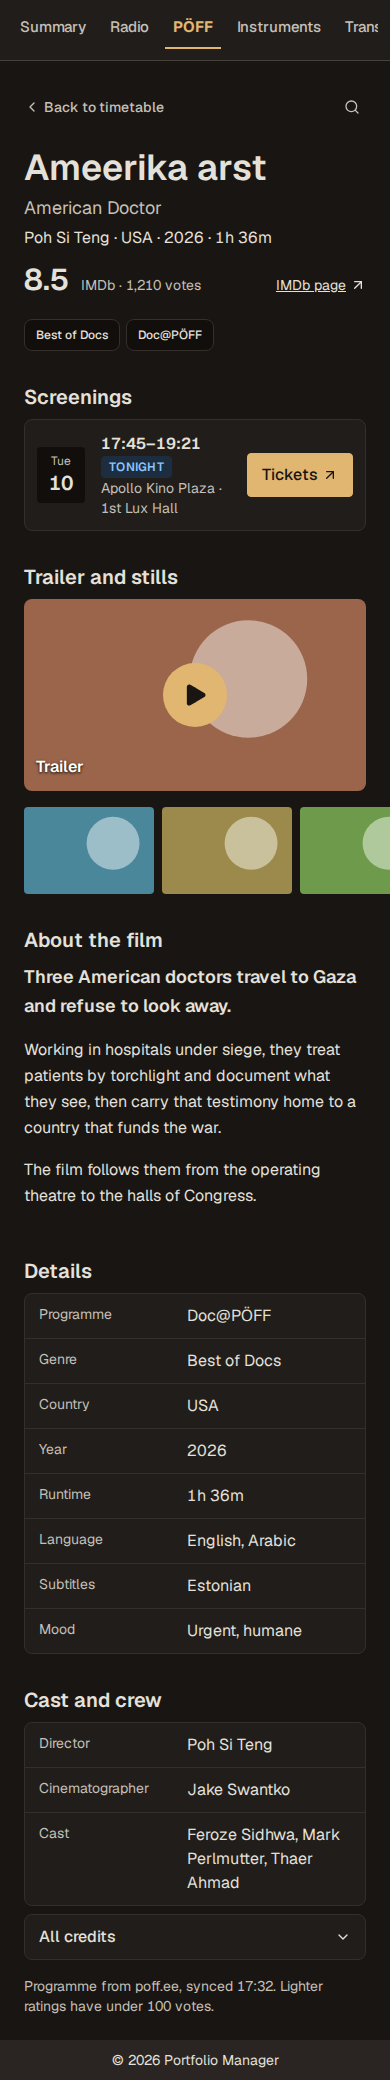 Summary Radio PÖFF Instruments Trans
Back to timetable
Ameerika arst
American Doctor
Poh Si Teng · USA · 2026 · 1h 36m
8.5 IMDb · 1,210 votes IMDb page
Best of Docs Doc@PÖFF
Screenings
Tue
10
17:45–19:21
TONIGHT
Apollo Kino Plaza ·
1st Lux Hall
Tickets
Trailer and stills
Trailer
About the film
Three American doctors travel to Gaza
and refuse to look away.
Working in hospitals under siege, they treat
patients by torchlight and document what
they see, then carry that testimony home to a
country that funds the war.
The film follows them from the operating
theatre to the halls of Congress.
Details
Programme Doc@PÖFF
Genre Best of Docs
Country USA
Year 2026
Runtime 1h 36m
Language English, Arabic
Subtitles Estonian
Mood Urgent, humane
Cast and crew
Director Poh Si Teng
Cinematographer Jake Swantko
Cast Feroze Sidhwa, Mark
Perlmutter, Thaer
Ahmad
All credits
Programme from poff.ee, synced 17:32. Lighter
ratings have under 100 votes.
© 2026 Portfolio Manager